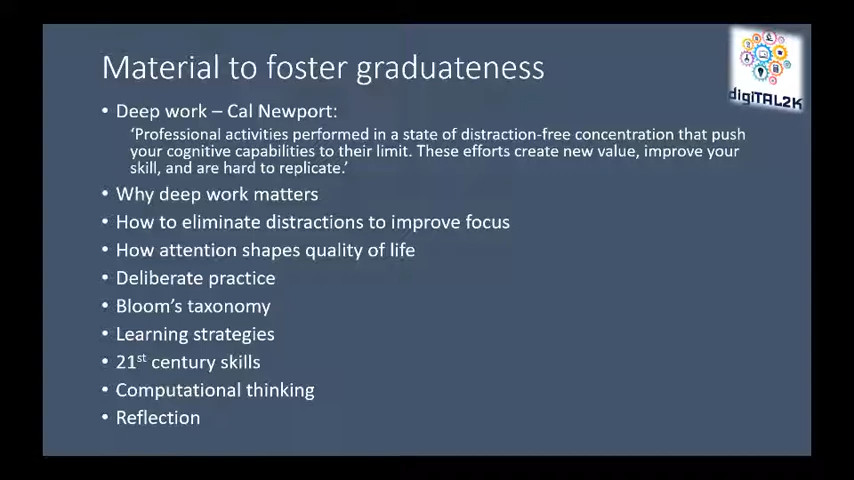 Material to foster graduateness
digiTAL2K
• Deep work – Cal Newport:
‘Professional activities performed in a state of distraction-free concentration that push
your cognitive capabilities to their limit. These efforts create new value, improve your
skill, and are hard to replicate.’
• Why deep work matters
• How to eliminate distractions to improve focus
• How attention shapes quality of life
• Deliberate practice
• Bloom’s taxonomy
• Learning strategies
• 21st century skills
• Computational thinking
• Reflection